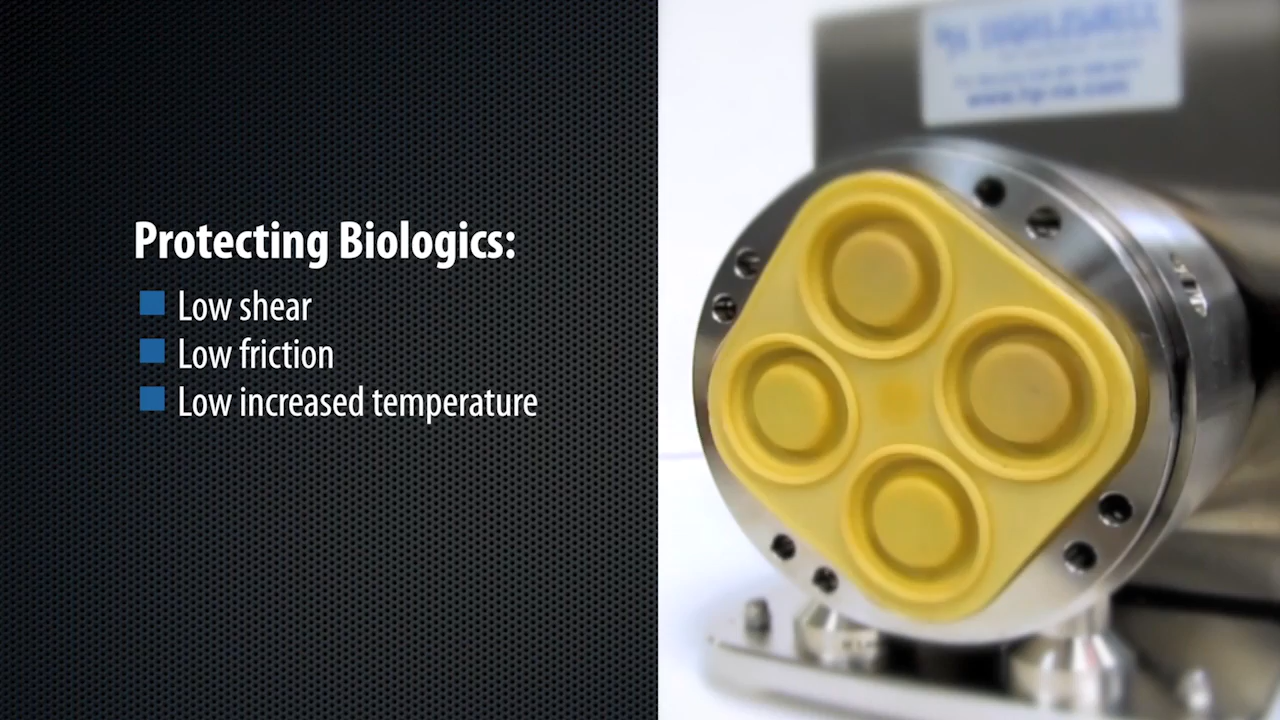 Protecting Biologics:
Low shear
Low friction
Low increased temperature